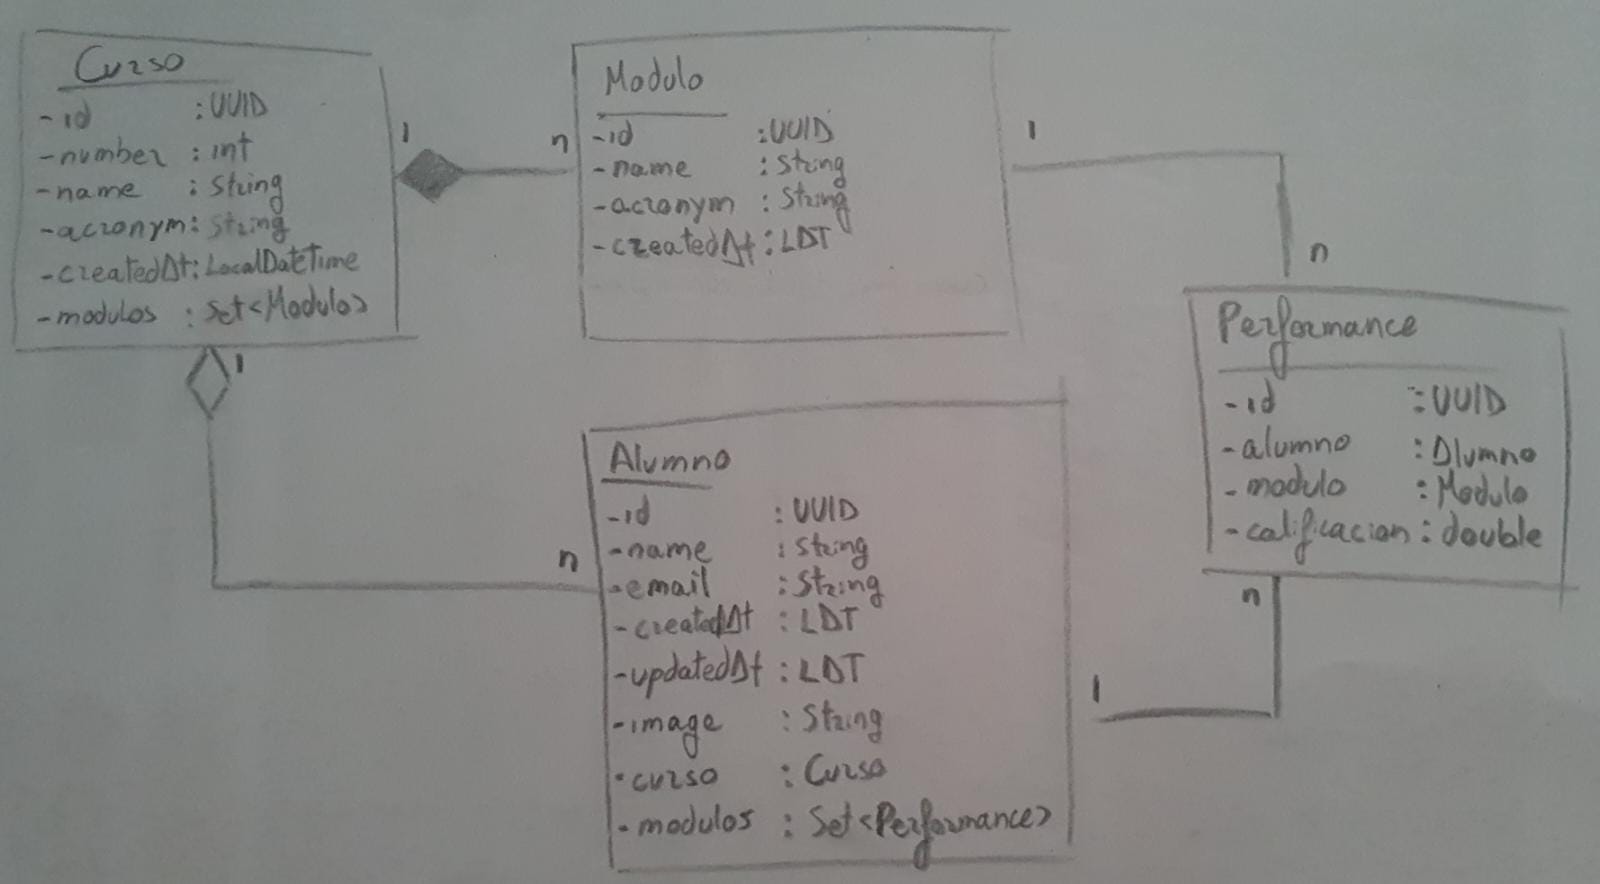 Curso
-id : UUID
-number : int
-name : String
-acronym : String
-createdAt : LocalDateTime
-modulos : Set<Modulo>
1
n
1
Modulo
-id : UUID
-name : String
-acronym : String
-createdAt : LDT
1
n
Performance
-id : UUID
-alumno : Alumno
-modulo : Modulo
-calificacion : double
n
1
n
Alumno
-id : UUID
-name : String
-email : String
-createdAt : LDT
-updatedAt : LDT
-image : String
-curso : Curso
-modulos : Set<Performance>